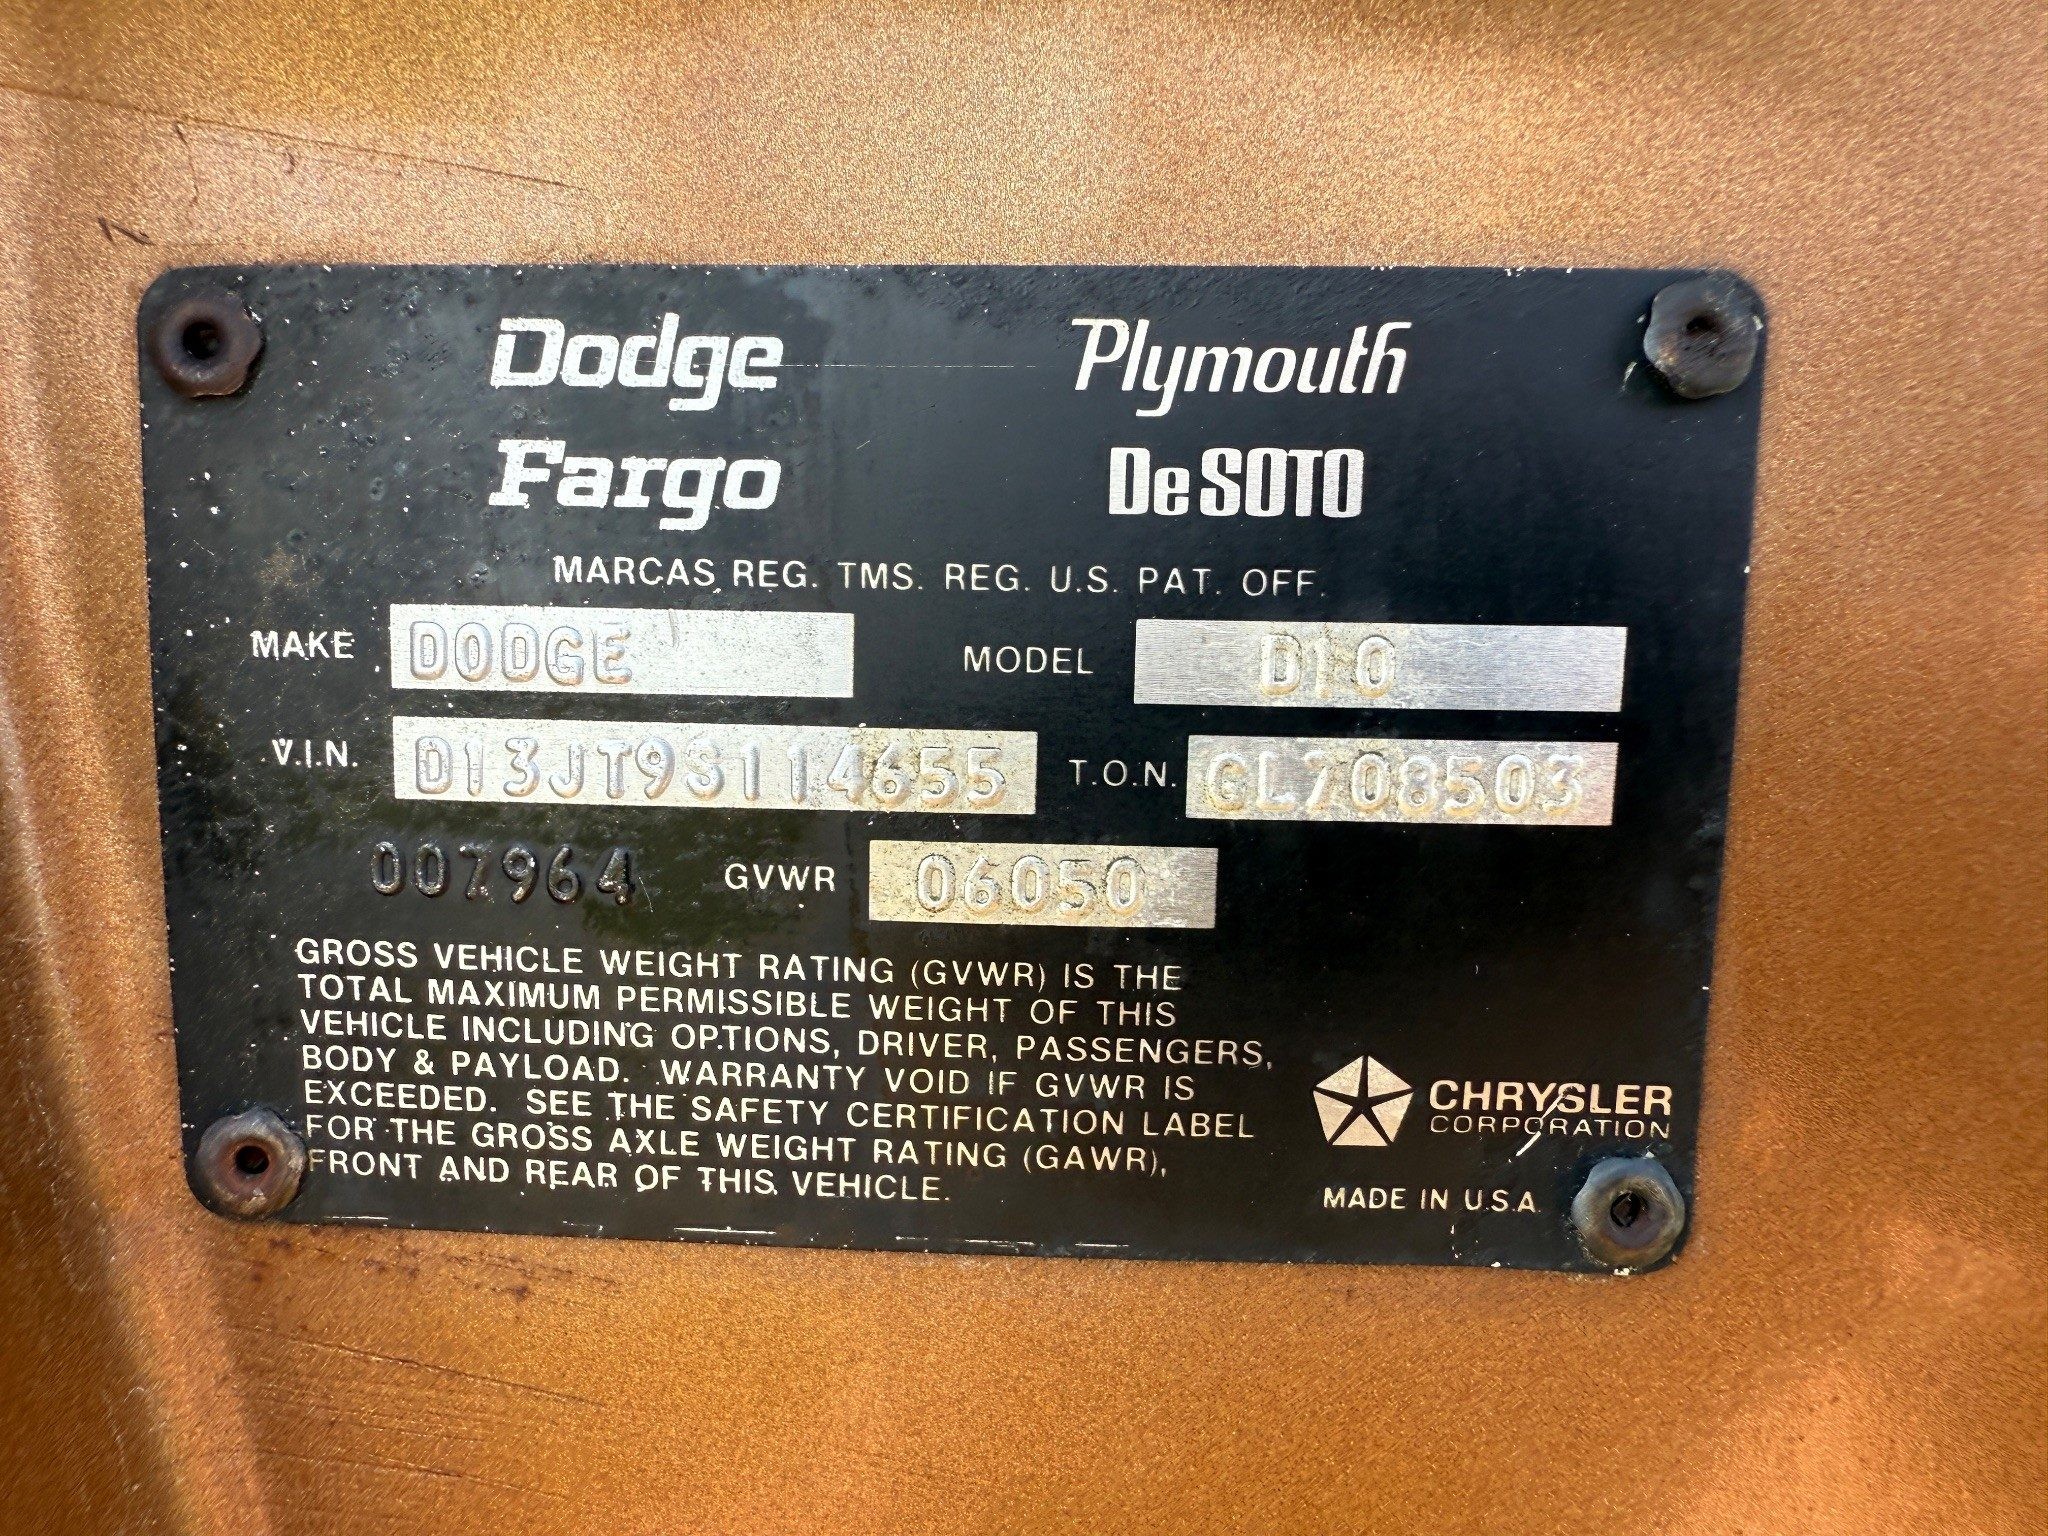 Dodge Plymouth
Fargo DeSOTO
MARCAS REG. TMS. REG. U.S. PAT. OFF.
MAKE DODGE MODEL D10
V.I.N. D13JT9S114655 T.O.N. GL708503
007964 GVWR 06050
GROSS VEHICLE WEIGHT RATING (GVWR) IS THE
TOTAL MAXIMUM PERMISSIBLE WEIGHT OF THIS
VEHICLE INCLUDING OPTIONS, DRIVER, PASSENGERS,
BODY & PAYLOAD. WARRANTY VOID IF GVWR IS
EXCEEDED. SEE THE SAFETY CERTIFICATION LABEL
FOR THE GROSS AXLE WEIGHT RATING (GAWR),
FRONT AND REAR OF THIS VEHICLE.
CHRYSLER
CORPORATION
MADE IN U.S.A.